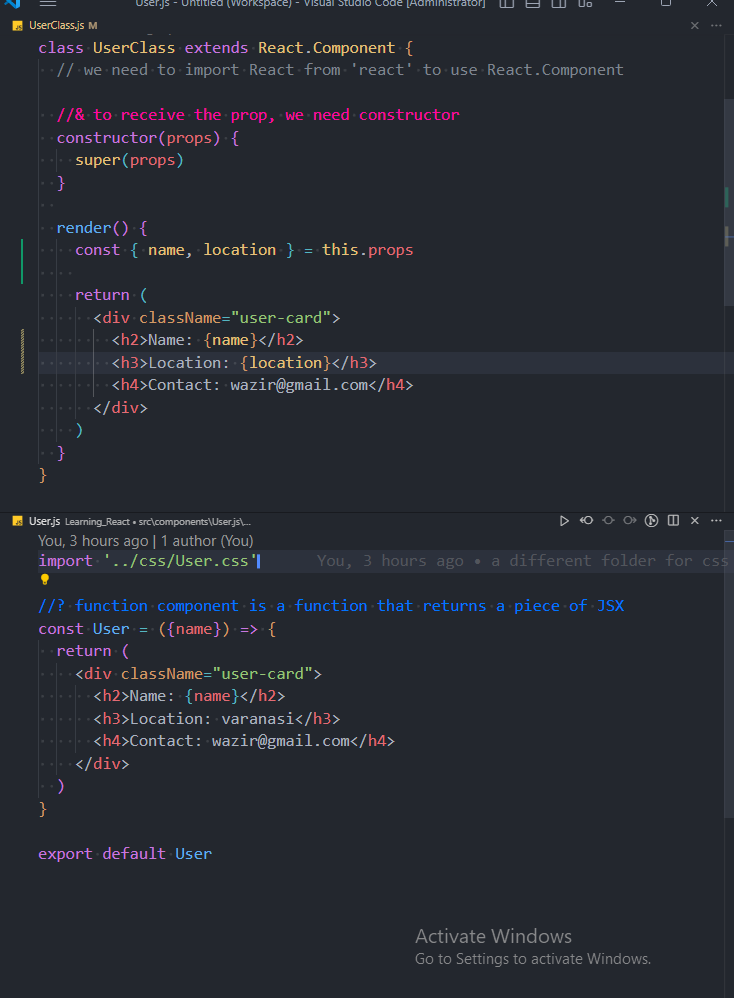 User.js - Untitled (Workspace) - Visual Studio Code [Administrator]
UserClass.js M
class UserClass extends React.Component {
// we need to import React from 'react' to use React.Component
//& to receive the prop, we need constructor
constructor(props) {
super(props)
}
render() {
const { name, location } = this.props
return (
<div className="user-card">
<h2>Name: {name}</h2>
<h3>Location: {location}</h3>
<h4>Contact: wazir@gmail.com</h4>
</div>
)
}
}
User.js Learning_React • src\components\User.js\...
You, 3 hours ago | 1 author (You)
import '../css/User.css' You, 3 hours ago • a different folder for css
//? function component is a function that returns a piece of JSX
const User = ({name}) => {
return (
<div className="user-card">
<h2>Name: {name}</h2>
<h3>Location: varanasi</h3>
<h4>Contact: wazir@gmail.com</h4>
</div>
)
}
export default User
Activate Windows
Go to Settings to activate Windows.